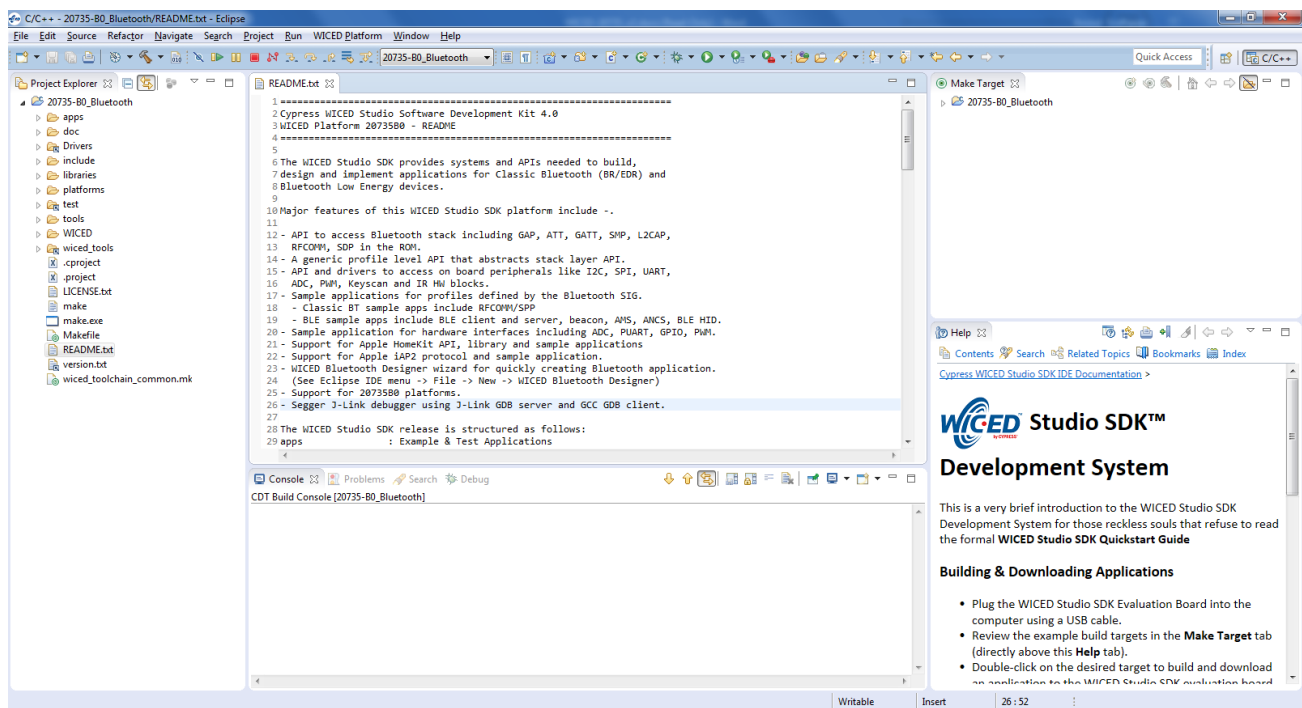 C/C++ - 20735-B0_Bluetooth/README.txt - Eclipse
File Edit Source Refactor Navigate Search Project Run WICED Platform Window Help
20735-B0_Bluetooth
Quick Access
C/C++
Project Explorer
20735-B0_Bluetooth
apps
doc
Drivers
include
libraries
platforms
test
tools
WICED
wiced_tools
.cproject
.project
LICENSE.txt
make
make.exe
Makefile
README.txt
version.txt
wiced_toolchain_common.mk
README.txt
1 =====================================================================
2 Cypress WICED Studio Software Development Kit 4.0
3 WICED Platform 20735B0 - README
4 =====================================================================
5
6 The WICED Studio SDK provides systems and APIs needed to build,
7 design and implement applications for Classic Bluetooth (BR/EDR) and
8 Bluetooth Low Energy devices.
9
10 Major features of this WICED Studio SDK platform include -.
11
12 - API to access Bluetooth stack including GAP, ATT, GATT, SMP, L2CAP,
13 RFCOMM, SDP in the ROM.
14 - A generic profile level API that abstracts stack layer API.
15 - API and drivers to access on board peripherals like I2C, SPI, UART,
16 ADC, PWM, Keyscan and IR HW blocks.
17 - Sample applications for profiles defined by the Bluetooth SIG.
18 - Classic BT sample apps include RFCOMM/SPP
19 - BLE sample apps include BLE client and server, beacon, AMS, ANCS, BLE HID.
20 - Sample application for hardware interfaces including ADC, PUART, GPIO, PWM.
21 - Support for Apple HomeKit API, library and sample applications
22 - Support for Apple iAP2 protocol and sample application.
23 - WICED Bluetooth Designer wizard for quickly creating Bluetooth application.
24 (See Eclipse IDE menu -> File -> New -> WICED Bluetooth Designer)
25 - Support for 20735B0 platforms.
26 - Segger J-Link debugger using J-Link GDB server and GCC GDB client.
27
28 The WICED Studio SDK release is structured as follows:
29 apps : Example & Test Applications
Console Problems Search Debug
CDT Build Console [20735-B0_Bluetooth]
Make Target
20735-B0_Bluetooth
Help
Contents Search Related Topics Bookmarks Index
Cypress WICED Studio SDK IDE Documentation >
WICED™ Studio SDK™
by CYPRESS
Development System
This is a very brief introduction to the WICED Studio SDK
Development System for those reckless souls that refuse to read
the formal WICED Studio SDK Quickstart Guide
Building & Downloading Applications
• Plug the WICED Studio SDK Evaluation Board into the
computer using a USB cable.
• Review the example build targets in the Make Target tab
(directly above this Help tab).
• Double-click on the desired target to build and download
an application to the WICED Studio SDK evaluation board
Writable Insert 26 : 52